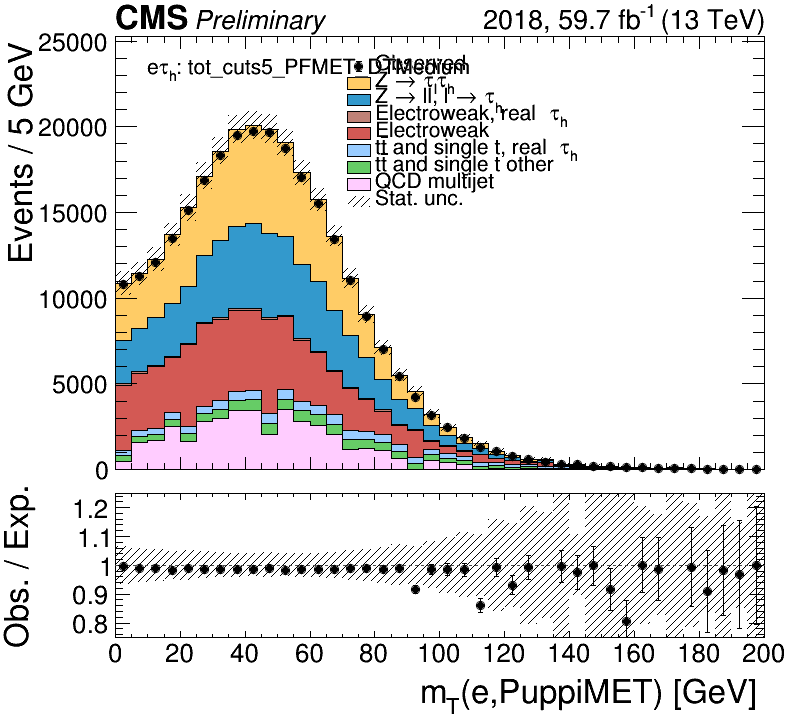 CMS Preliminary
2018, 59.7 fb⁻¹ (13 TeV)
Events / 5 GeV
25000
20000
15000
10000
5000
0
eτₕ: tot_cuts5_PFMET_DTMedium
Observed
Z → τₗτₕ
Z → ll, l → τₕ
Electroweak, real τₕ
Electroweak
tt and single t, real τₕ
tt and single t other
QCD multijet
Stat. unc.
Obs. / Exp.
1.2
1.1
1
0.9
0.8
0 20 40 60 80 100 120 140 160 180 200
m_T(e,PuppiMET) [GeV]